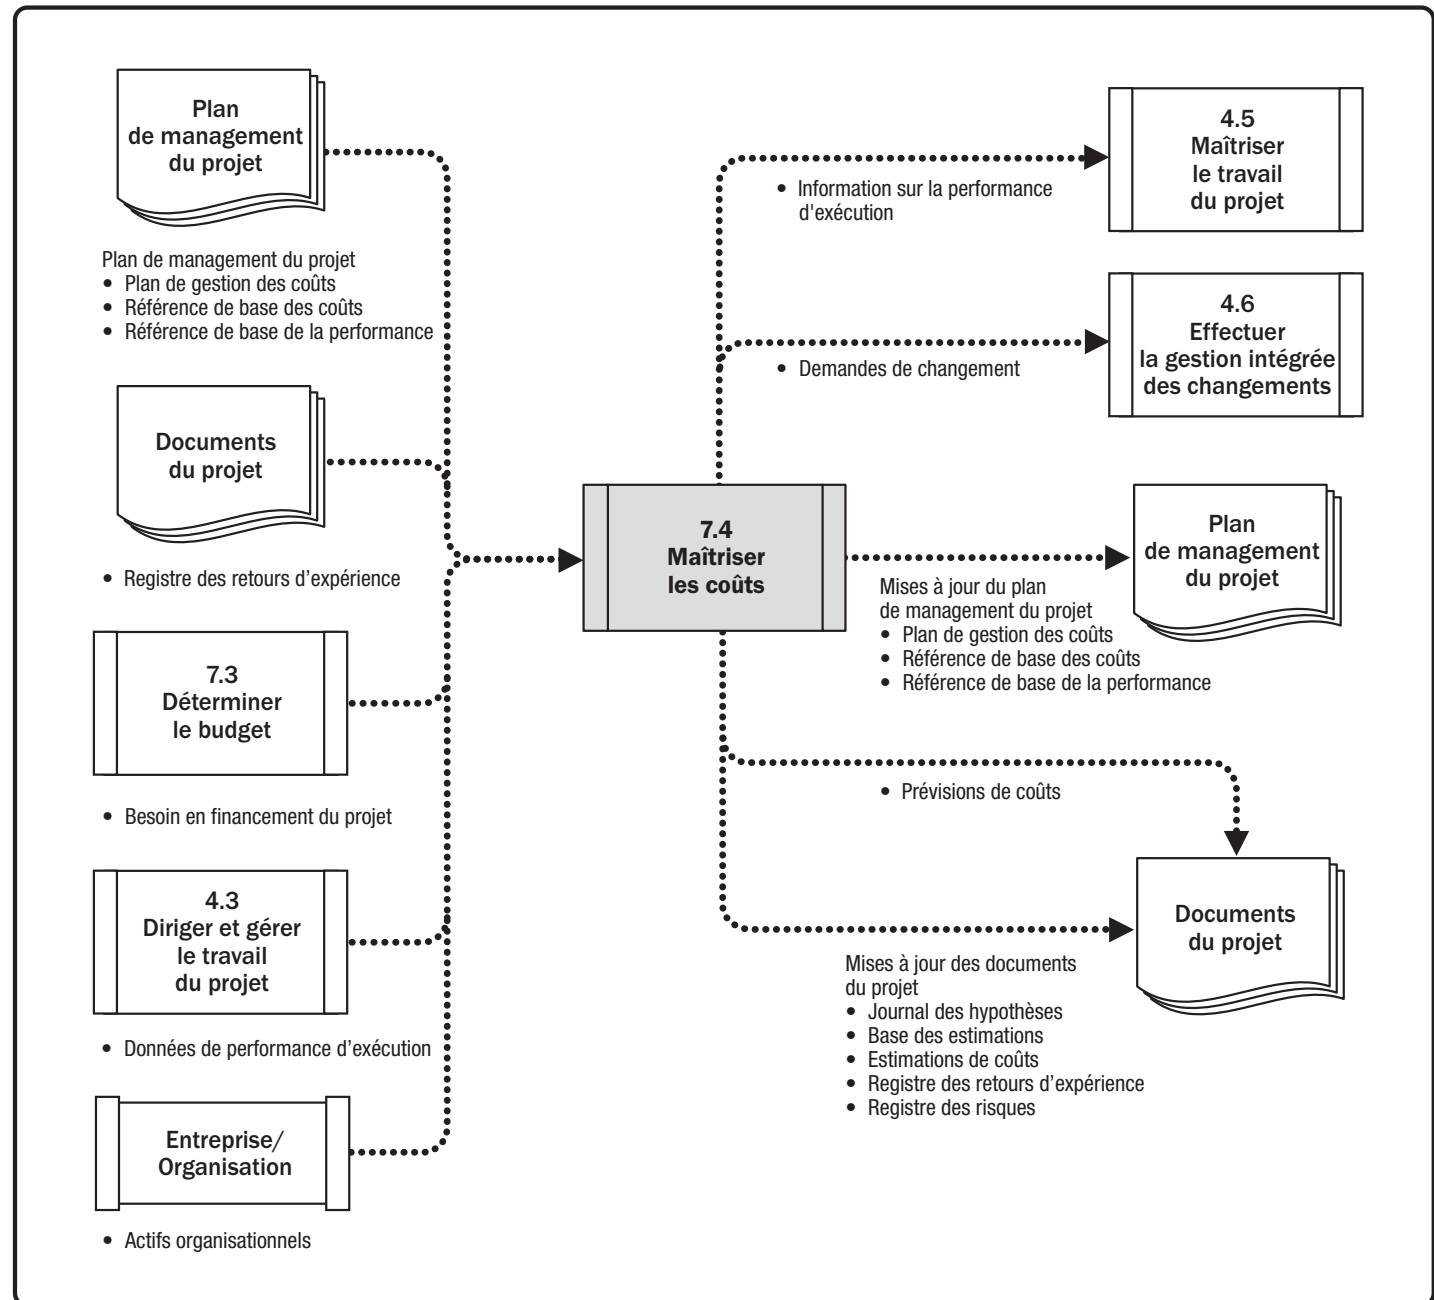 Plan
de management
du projet
Plan de management du projet
• Plan de gestion des coûts
• Référence de base des coûts
• Référence de base de la performance
Documents
du projet
• Registre des retours d'expérience
7.3
Déterminer
le budget
• Besoin en financement du projet
4.3
Diriger et gérer
le travail
du projet
• Données de performance d’exécution
Entreprise/
Organisation
• Actifs organisationnels
7.4
Maîtriser
les coûts
• Information sur la performance
d'exécution
4.5
Maîtriser
le travail
du projet
• Demandes de changement
4.6
Effectuer
la gestion intégrée
des changements
Mises à jour du plan
de management du projet
• Plan de gestion des coûts
• Référence de base des coûts
• Référence de base de la performance
Plan
de management
du projet
• Prévisions de coûts
Mises à jour des documents
du projet
• Journal des hypothèses
• Base des estimations
• Estimations de coûts
• Registre des retours d’expérience
• Registre des risques
Documents
du projet